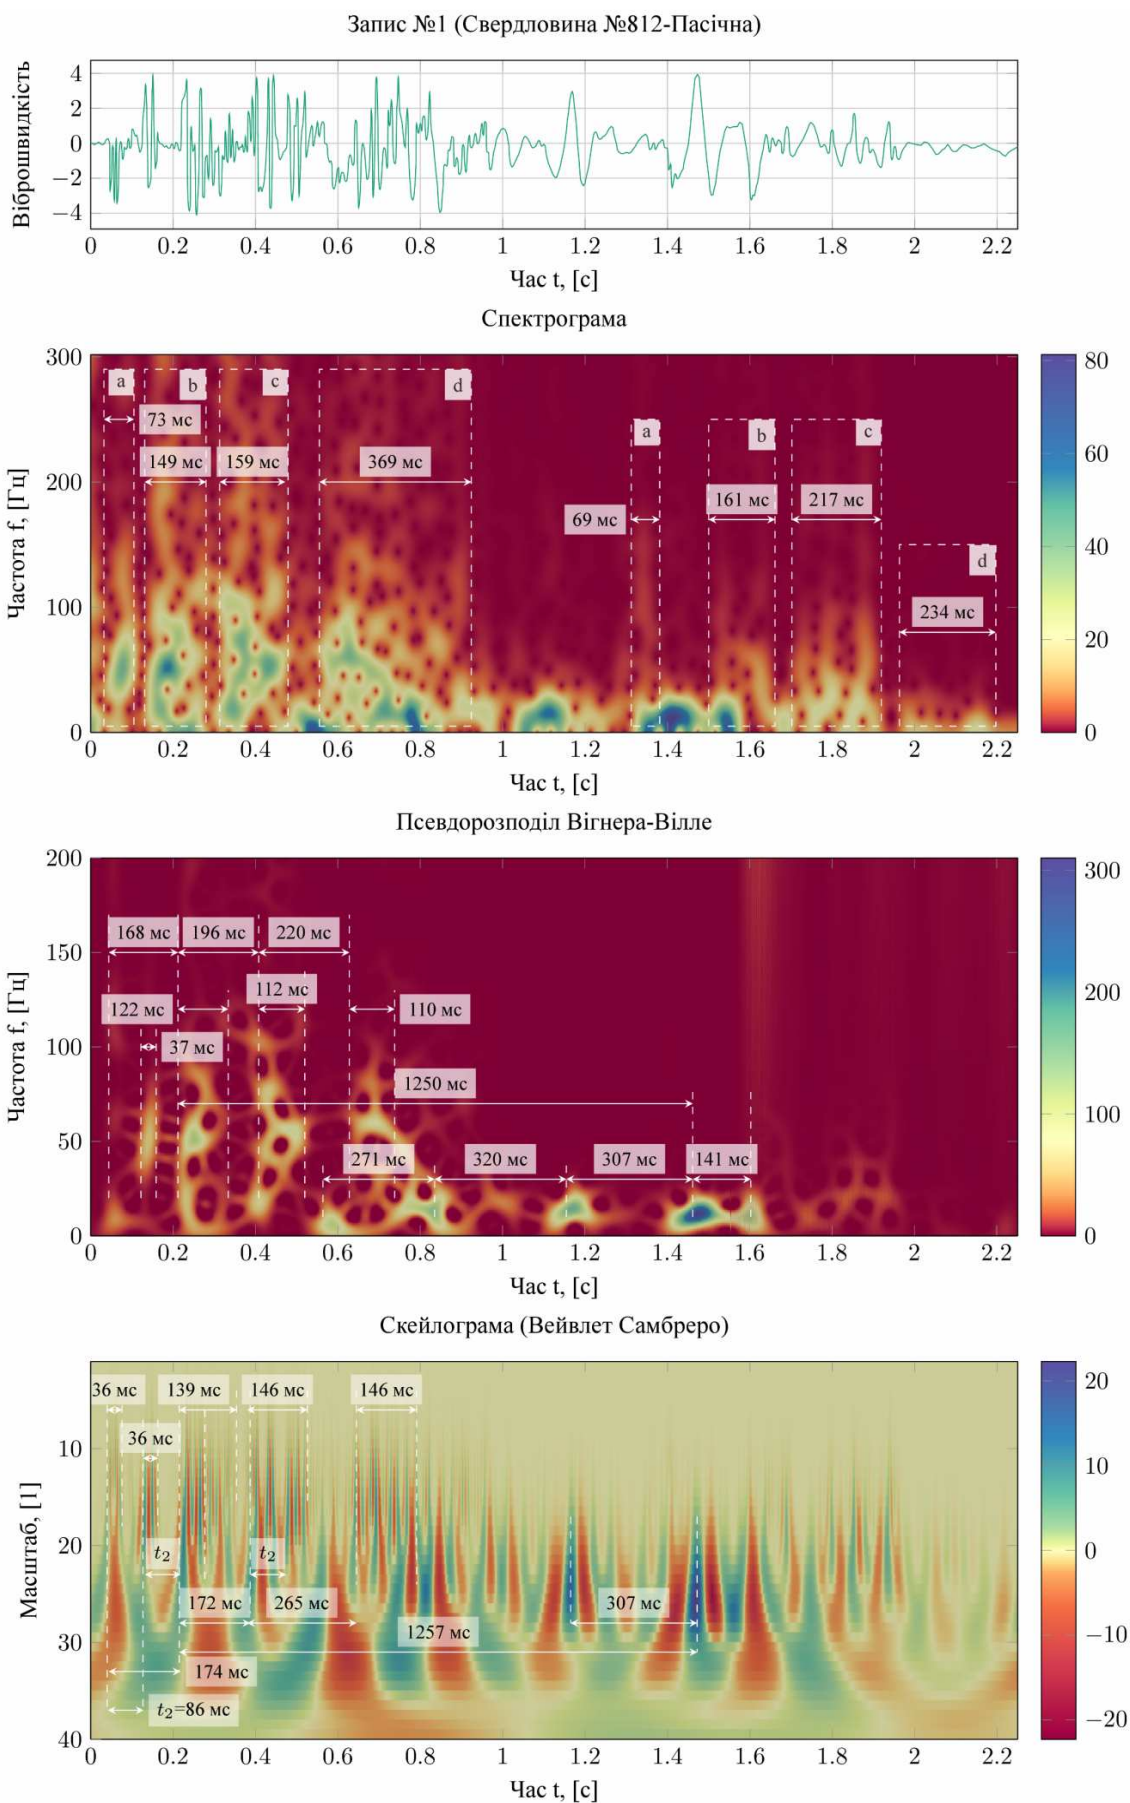 Запис №1 (Свердловина №812-Пасічна)
Віброшвидкість
4
2
0
−2
−4
0 0.2 0.4 0.6 0.8 1 1.2 1.4 1.6 1.8 2 2.2
Час t, [с]
Спектрограма
Частота f, [Гц]
300
200
100
0
a b c d a b c d
73 мс
149 мс 159 мс 369 мс
69 мс 161 мс 217 мс
234 мс
0 0.2 0.4 0.6 0.8 1 1.2 1.4 1.6 1.8 2 2.2
80
60
40
20
0
Час t, [с]
Псевдорозподіл Вігнера-Вілле
Частота f, [Гц]
200
150
100
50
0
168 мс 196 мс 220 мс
112 мс
122 мс 110 мс
37 мс
1250 мс
271 мс 320 мс 307 мс 141 мс
0 0.2 0.4 0.6 0.8 1 1.2 1.4 1.6 1.8 2 2.2
300
200
100
0
Час t, [с]
Скейлограма (Вейвлет Самбреро)
Масштаб, [1]
10
20
30
40
36 мс 139 мс 146 мс 146 мс
36 мс
t₂ t₂
172 мс 265 мс 307 мс
1257 мс
174 мс
t₂=86 мс
0 0.2 0.4 0.6 0.8 1 1.2 1.4 1.6 1.8 2 2.2
20
10
0
−10
−20
Час t, [с]